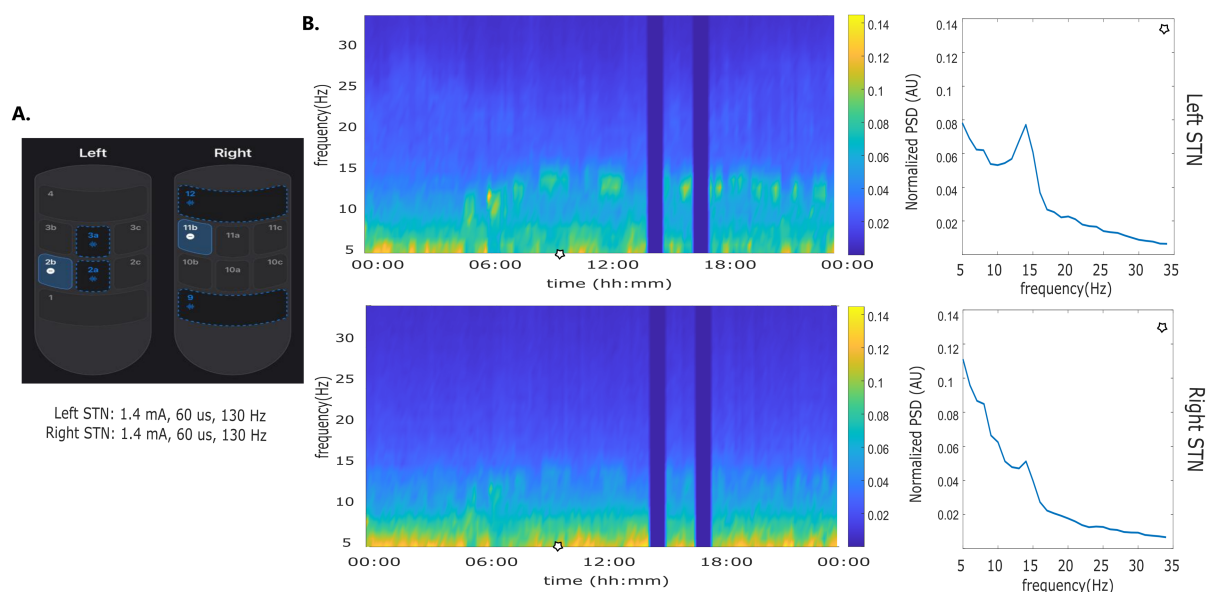 A.
Left Right
4
3b 3a 3c
2b 2a 2c
1
12
11b 11a 11c
10b 10a 10c
9
Left STN: 1.4 mA, 60 us, 130 Hz
Right STN: 1.4 mA, 60 us, 130 Hz
B.
frequency(Hz)
30
25
20
15
10
5
00:00 06:00 12:00 18:00 00:00
time (hh:mm)
0.14
0.12
0.1
0.08
0.06
0.04
0.02
Normalized PSD (AU)
0.14
0.12
0.08
0.06
0.04
0.02
5 10 15 20 25 30 35
frequency(Hz)
Left STN
frequency(Hz)
30
25
20
15
10
5
00:00 06:00 12:00 18:00 00:00
time (hh:mm)
0.14
0.12
0.1
0.08
0.06
0.04
0.02
Normalized PSD (AU)
0.14
0.12
0.1
0.08
0.06
0.04
0.02
5 10 15 20 25 30 35
frequency(Hz)
Right STN